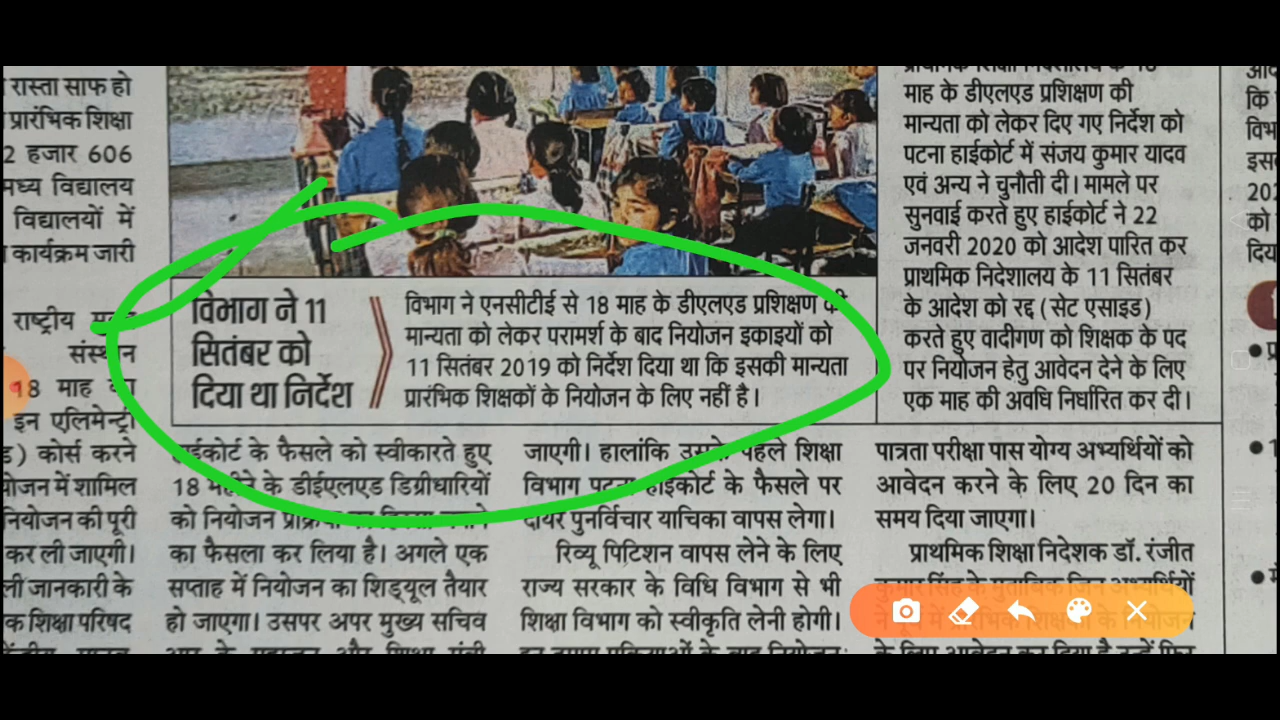 रास्ता साफ हो
प्रारंभिक शिक्षा
2 हजार 606
मध्य विद्यालय
विद्यालयों में
कार्यक्रम जारी
राष्ट्रीय
संस्थान
18 माह का
इन एलिमेन्ट्री
) कोर्स करने
में शामिल
नियोजन की पूरी
कर ली जाएगी।
जानकारी के
शिक्षा परिषद
विभाग ने 11
सितंबर को
दिया था निर्देश
विभाग ने एनसीटीई से 18 माह के डीएलएड प्रशिक्षण की
मान्यता को लेकर परामर्श के बाद नियोजन इकाइयों को
11 सितंबर 2019 को निर्देश दिया था कि इसकी मान्यता
प्रारंभिक शिक्षकों के नियोजन के लिए नहीं है।
हाईकोर्ट के फैसले को स्वीकारते हुए
18 महीने के डीईएलएड डिग्रीधारियों
को नियोजन प्रक्रिया का हिस्सा बनाने
का फैसला कर लिया है। अगले एक
सप्ताह में नियोजन का शिड्यूल तैयार
हो जाएगा। उसपर अपर मुख्य सचिव
जाएगी। हालांकि उससे पहले शिक्षा
विभाग पटना हाईकोर्ट के फैसले पर
दायर पुनर्विचार याचिका वापस लेगा।
रिव्यू पिटिशन वापस लेने के लिए
राज्य सरकार के विधि विभाग से भी
शिक्षा विभाग को स्वीकृति लेनी होगी।
माह के डीएलएड प्रशिक्षण की
मान्यता को लेकर दिए गए निर्देश को
पटना हाईकोर्ट में संजय कुमार यादव
एवं अन्य ने चुनौती दी। मामले पर
सुनवाई करते हुए हाईकोर्ट ने 22
जनवरी 2020 को आदेश पारित कर
प्राथमिक निदेशालय के 11 सितंबर
के आदेश को रद्द (सेट एसाइड)
करते हुए वादीगण को शिक्षक के पद
पर नियोजन हेतु आवेदन देने के लिए
एक माह की अवधि निर्धारित कर दी।
पात्रता परीक्षा पास योग्य अभ्यर्थियों को
आवेदन करने के लिए 20 दिन का
समय दिया जाएगा।
प्राथमिक शिक्षा निदेशक डॉ. रंजीत
कि
को